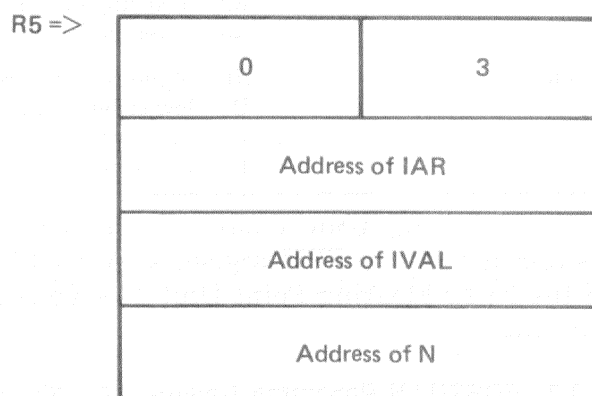 R5 =>
0 3
Address of IAR
Address of IVAL
Address of N